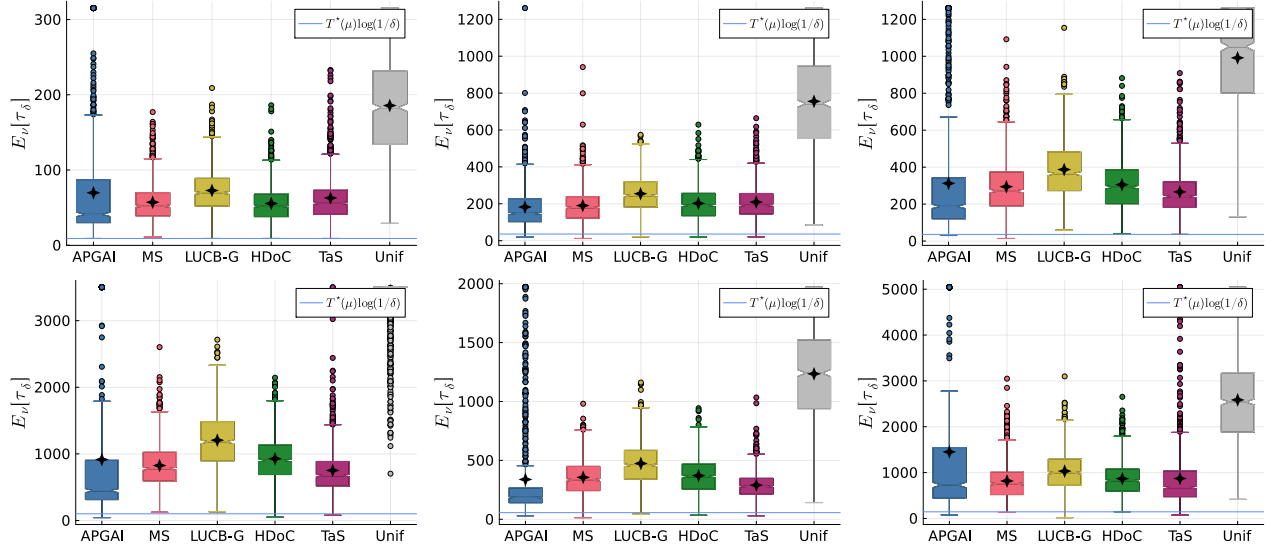 T*(μ)log(1/δ)
E_ν[τ_δ]
300
200
100
0
APGAI MS LUCB-G HDoC TaS Unif
T*(μ)log(1/δ)
E_ν[τ_δ]
1200
1000
800
600
400
200
0
APGAI MS LUCB-G HDoC TaS Unif
T*(μ)log(1/δ)
E_ν[τ_δ]
1200
1000
800
600
400
200
0
APGAI MS LUCB-G HDoC TaS Unif
T*(μ)log(1/δ)
E_ν[τ_δ]
3000
2000
1000
0
APGAI MS LUCB-G HDoC TaS Unif
T*(μ)log(1/δ)
E_ν[τ_δ]
2000
1500
1000
500
0
APGAI MS LUCB-G HDoC TaS Unif
T*(μ)log(1/δ)
E_ν[τ_δ]
5000
4000
3000
2000
1000
0
APGAI MS LUCB-G HDoC TaS Unif